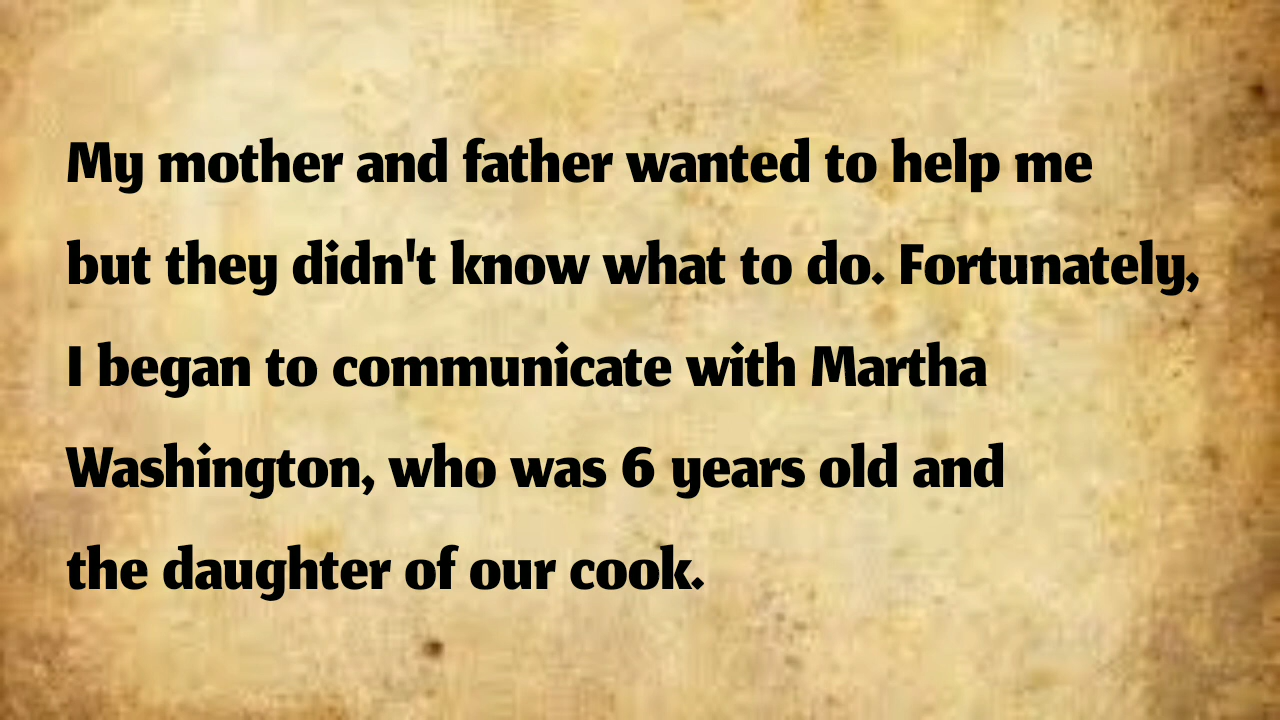 My mother and father wanted to help me
but they didn't know what to do. Fortunately,
I began to communicate with Martha
Washington, who was 6 years old and
the daughter of our cook.